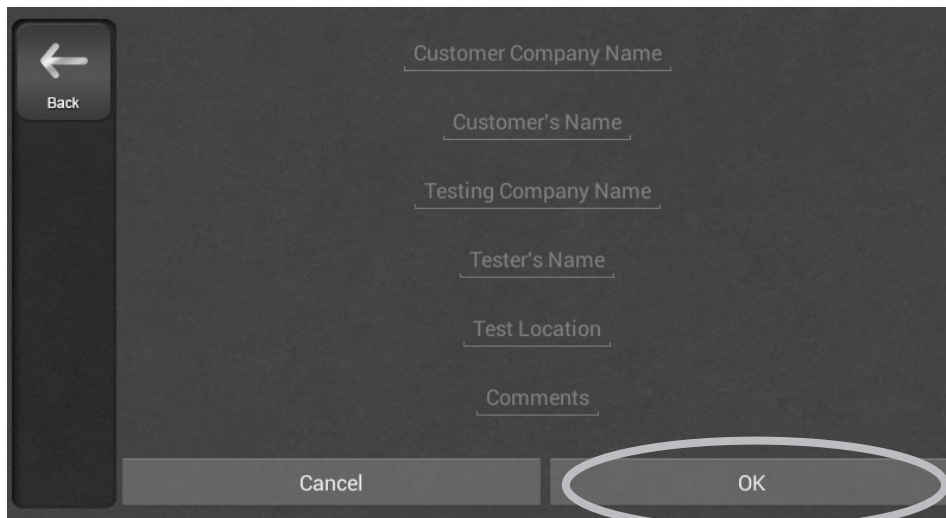 Back
Customer Company Name
Customer's Name
Testing Company Name
Tester's Name
Test Location
Comments
Cancel
OK